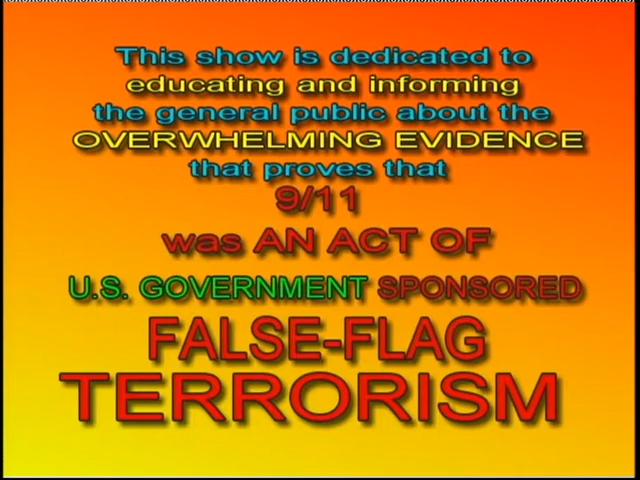 This show is dedicated to
educating and informing
the general public about the
OVERWHELMING EVIDENCE
that proves that
9/11
was AN ACT OF
U.S. GOVERNMENT SPONSORED
FALSE-FLAG
TERRORISM